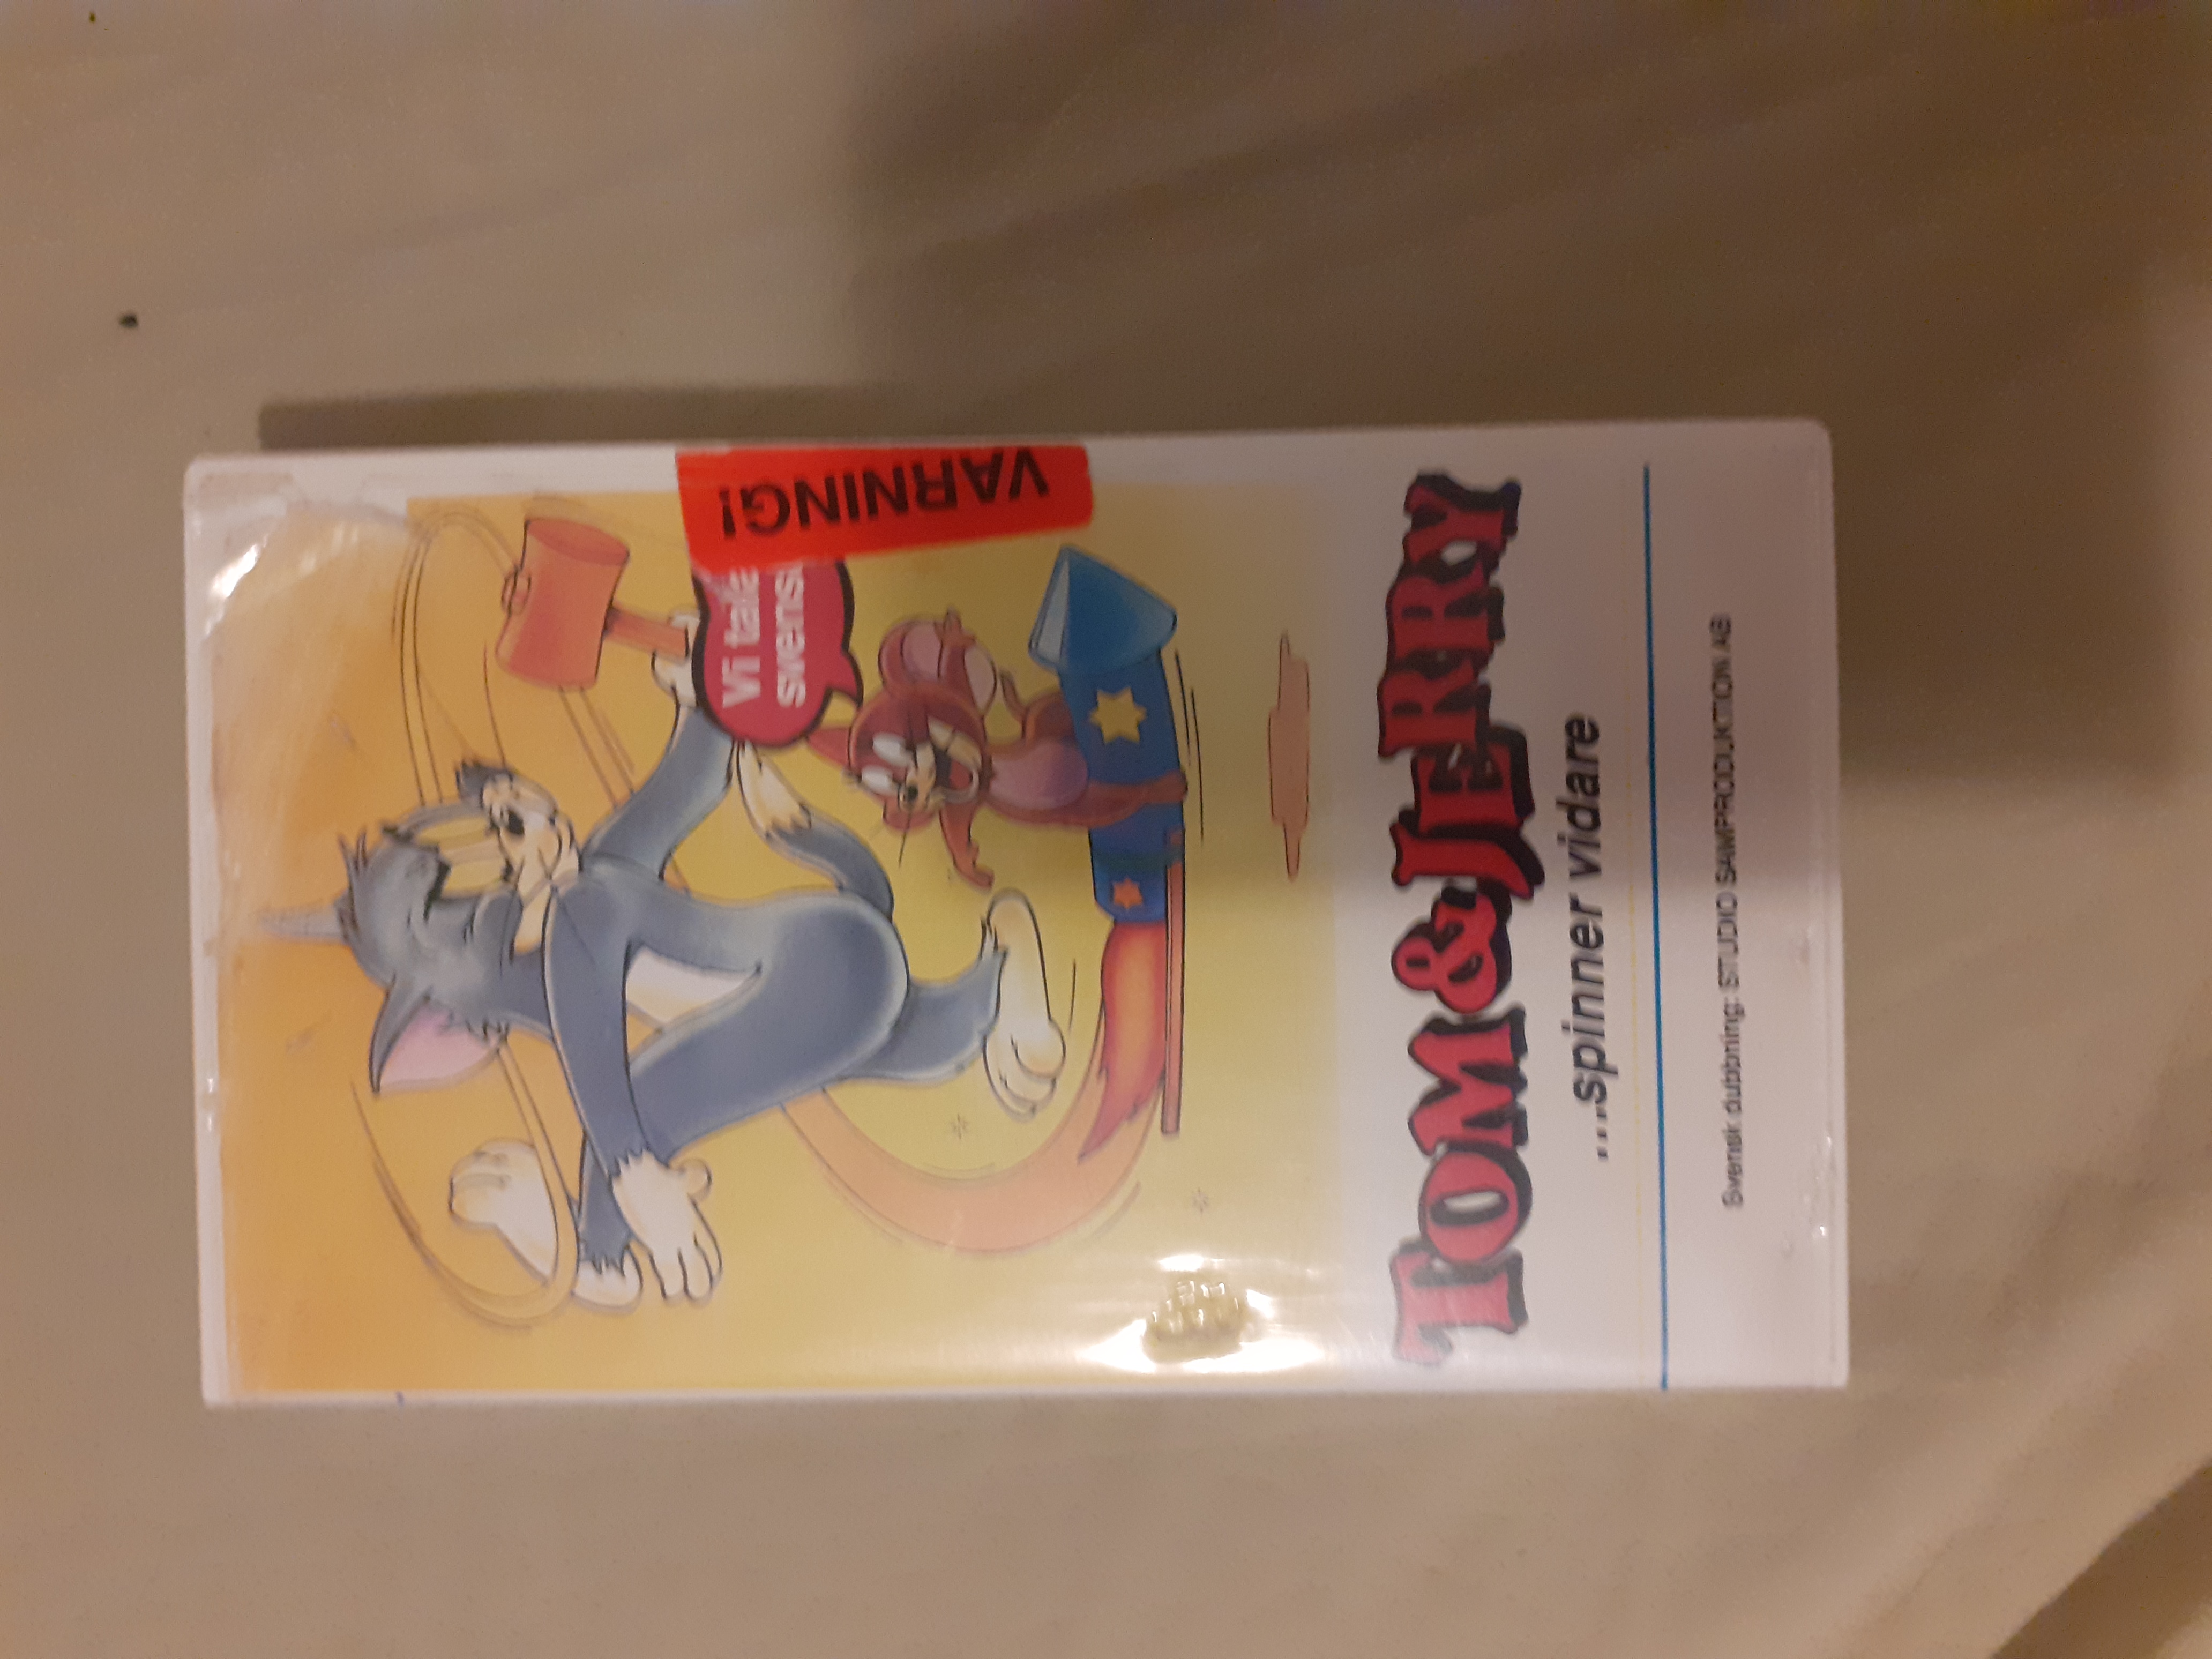 VARNING!
Vi tala
svensk
TOM & JERRY
...spinner vidare
Svensk dubbning: STUDIO SAMPRODUKTION AB